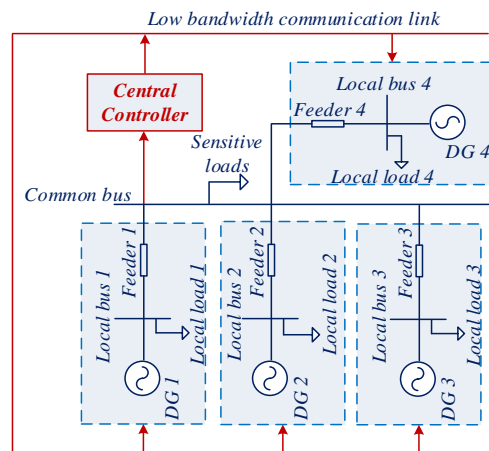 Low bandwidth communication link
Central
Controller
Local bus 4
Feeder 4
DG 4
Local load 4
Sensitive
loads
Common bus
Local bus 1
Feeder 1
Local load 1
DG 1
Local bus 2
Feeder 2
Local load 2
DG 2
Local bus 3
Feeder 3
Local load 3
DG 3